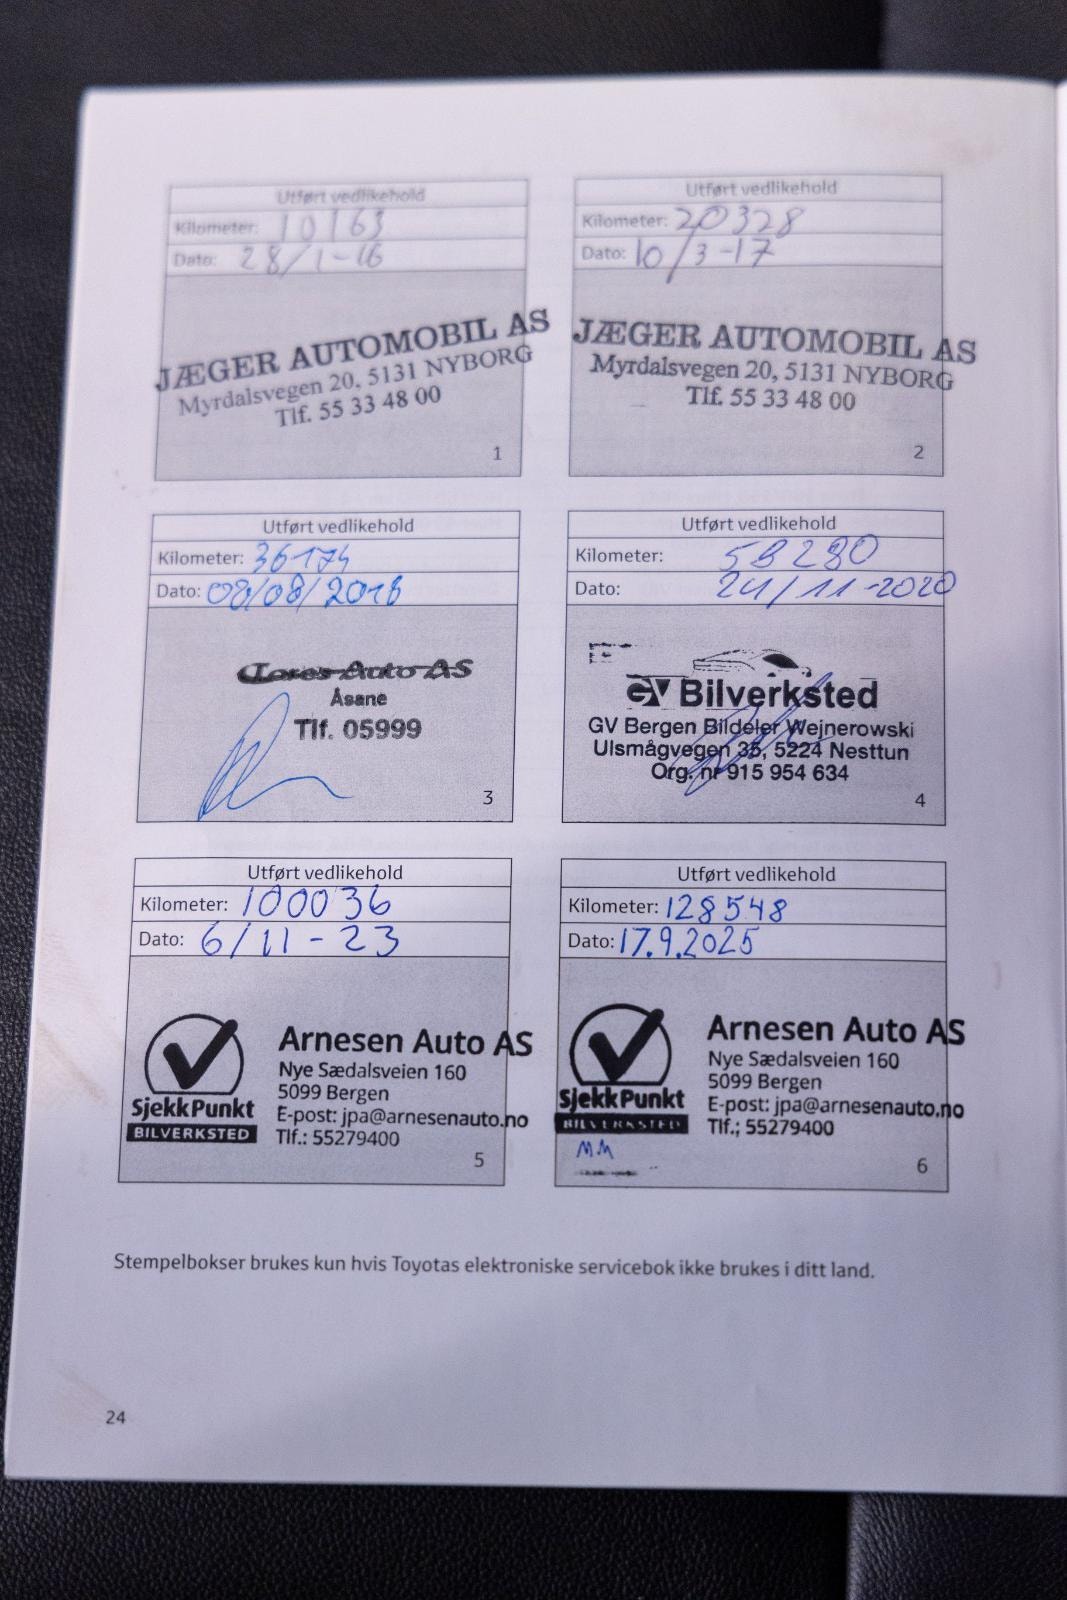 Utført vedlikehold
Kilometer: 10163
Dato: 28/1-16
JÆGER AUTOMOBIL AS
Myrdalsvegen 20, 5131 NYBORG
Tlf. 55 33 48 00
1
Utført vedlikehold
Kilometer: 20328
Dato: 10/3-17
JÆGER AUTOMOBIL AS
Myrdalsvegen 20, 5131 NYBORG
Tlf. 55 33 48 00
2
Utført vedlikehold
Kilometer: 36174
Dato: 08/08/2018
Auto AS
Åsane
Tlf. 05999
3
Utført vedlikehold
Kilometer: 59280
Dato: 24/11-2020
GV Bilverksted
GV Bergen Bildeler Wejnerowski
Ulsmågvegen 35, 5224 Nesttun
Org. nr 915 954 634
4
Utført vedlikehold
Kilometer: 100036
Dato: 6/11-23
SjekkPunkt
BILVERKSTED
Arnesen Auto AS
Nye Sædalsveien 160
5099 Bergen
E-post: jpa@arnesenauto.no
Tlf.: 55279400
5
Utført vedlikehold
Kilometer: 128548
Dato: 17.9.2025
SjekkPunkt
BILVERKSTED
Arnesen Auto AS
Nye Sædalsveien 160
5099 Bergen
E-post: jpa@arnesenauto.no
Tlf.; 55279400
MM
6
Stempelbokser brukes kun hvis Toyotas elektroniske servicebok ikke brukes i ditt land.
24